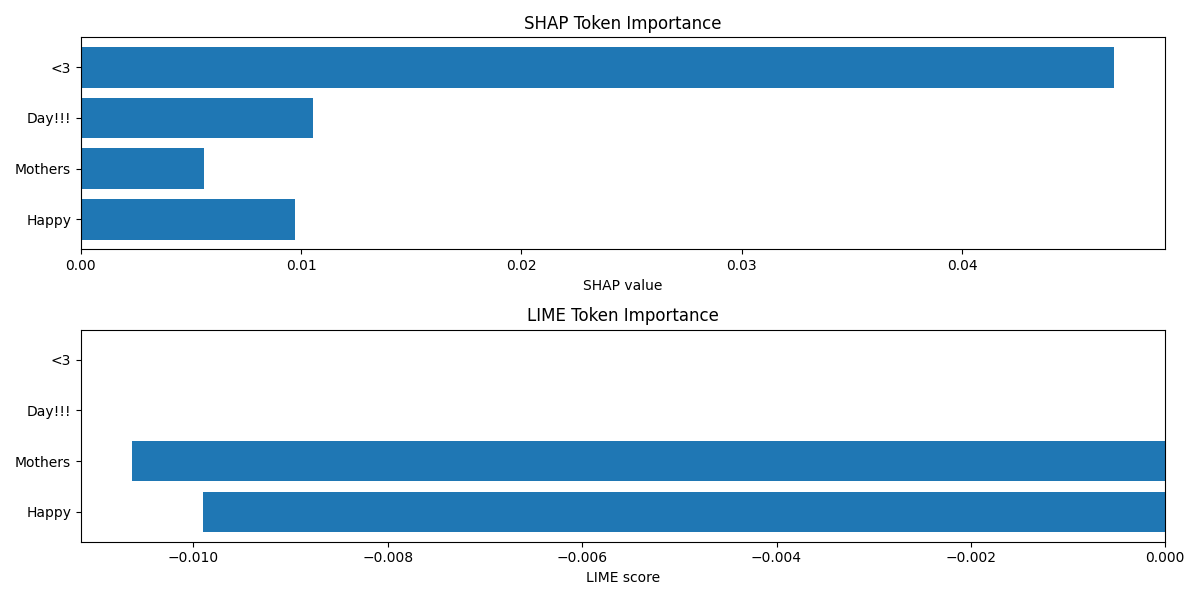 SHAP Token Importance
<3
Day!!!
Mothers
Happy
0.00 0.01 0.02 0.03 0.04
SHAP value
LIME Token Importance
<3
Day!!!
Mothers
Happy
−0.010 −0.008 −0.006 −0.004 −0.002 0.000
LIME score